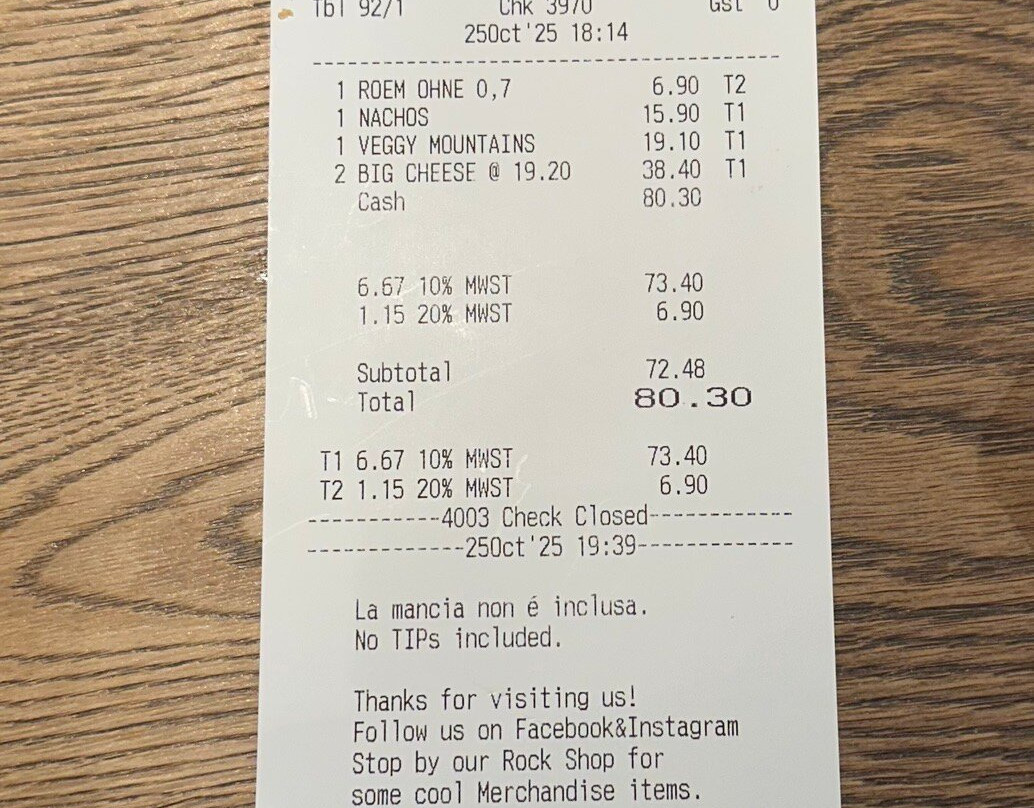 Tbl 92/1 Chk 3970 Gst 0
25Oct'25 18:14
--------------------------------------------
1 ROEM OHNE 0,7 6.90 T2
1 NACHOS 15.90 T1
1 VEGGY MOUNTAINS 19.10 T1
2 BIG CHEESE @ 19.20 38.40 T1
Cash 80.30
6.67 10% MWST 73.40
1.15 20% MWST 6.90
Subtotal 72.48
Total 80.30
T1 6.67 10% MWST 73.40
T2 1.15 20% MWST 6.90
-----------4003 Check Closed------------
-------------25Oct'25 19:39-------------
La mancia non é inclusa.
No TIPs included.
Thanks for visiting us!
Follow us on Facebook&Instagram
Stop by our Rock Shop for
some cool Merchandise items.